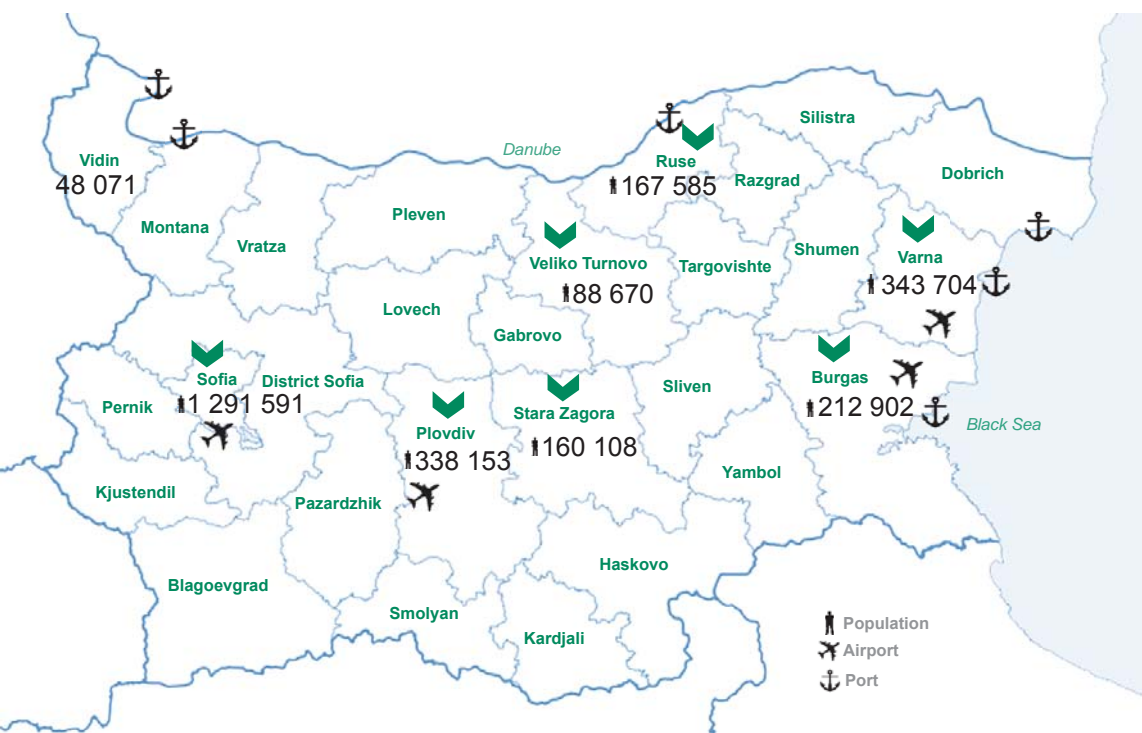 Danube
Silistra
Vidin
48 071
Ruse
167 585
Razgrad
Dobrich
Pleven
Montana
Vratza
Veliko Turnovo
88 670
Targovishte
Shumen
Varna
343 704
Lovech
Gabrovo
Sofia
1 291 591
District Sofia
Pernik
Plovdiv
338 153
Stara Zagora
160 108
Sliven
Burgas
212 902
Black Sea
Kjustendil
Pazardzhik
Yambol
Blagoevgrad
Haskovo
Smolyan
Kardjali
Population
Airport
Port